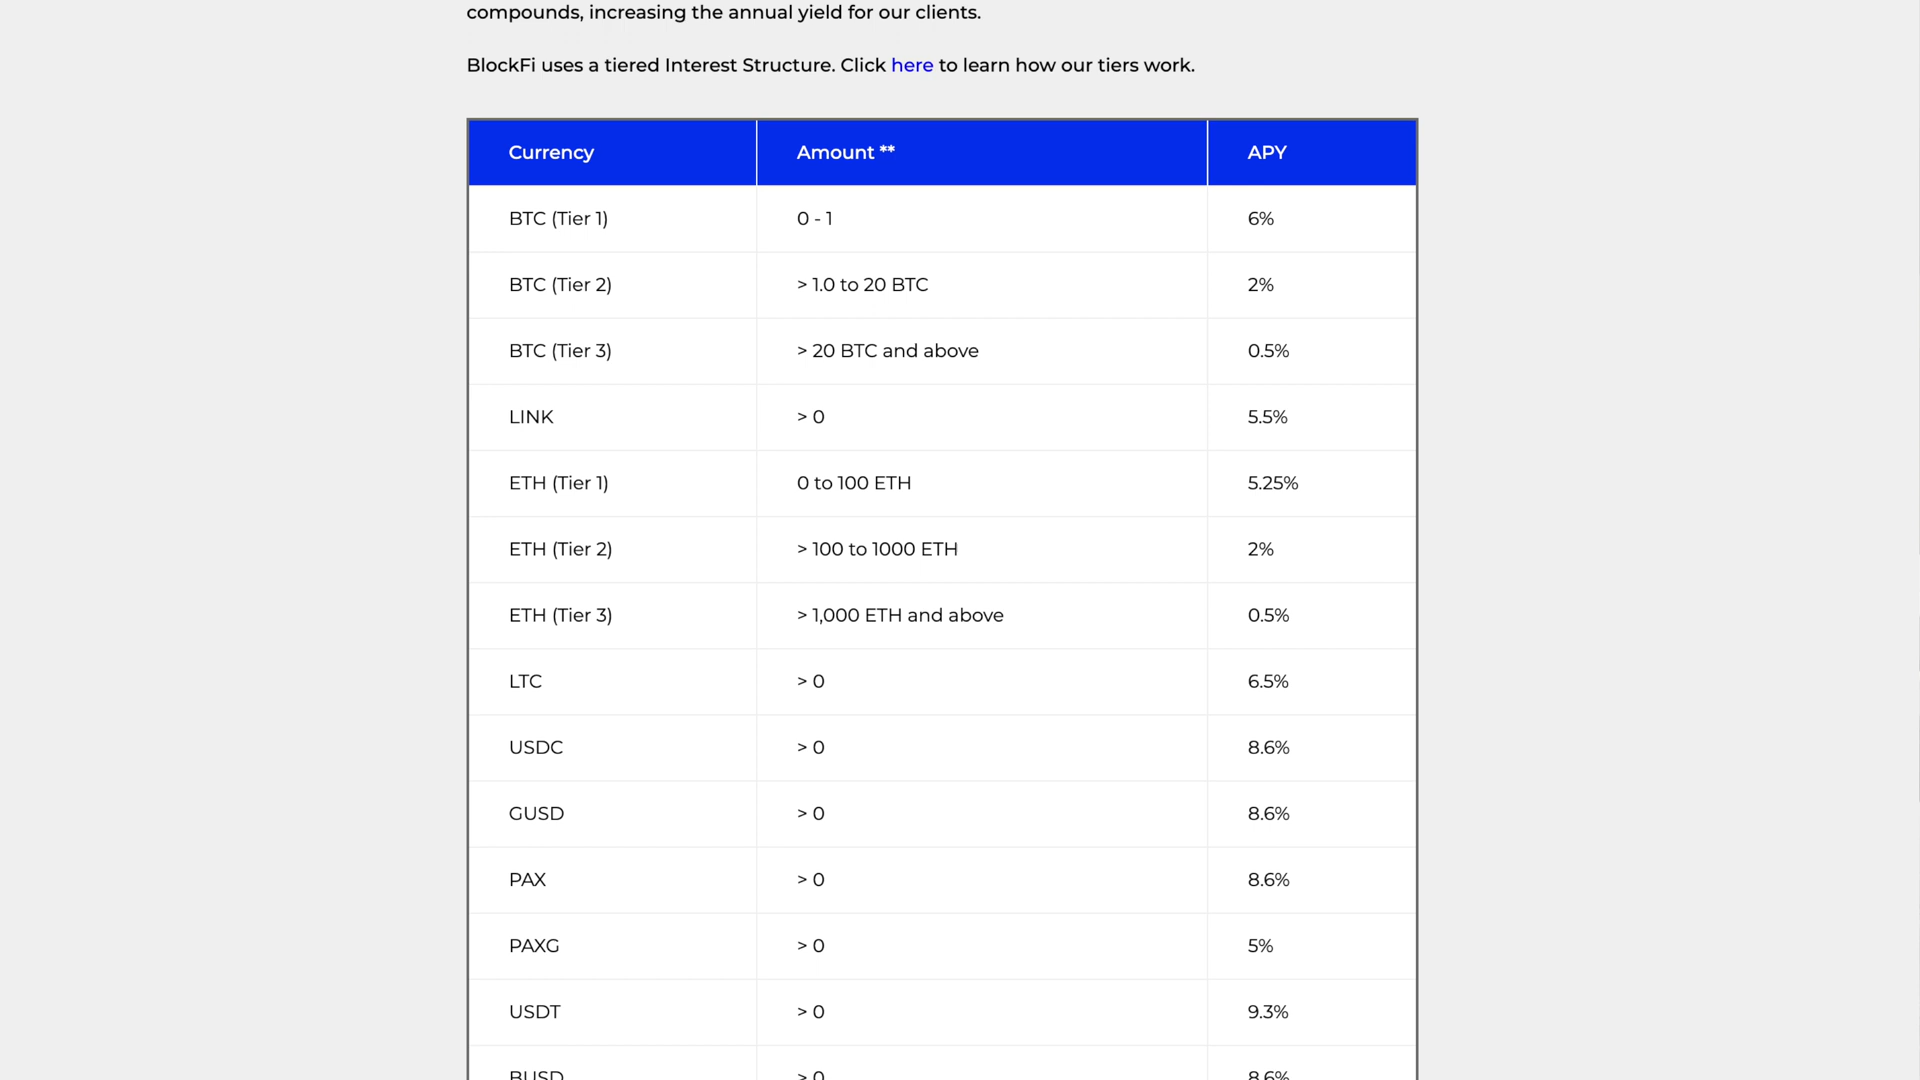 compounds, increasing the annual yield for our clients.
BlockFi uses a tiered Interest Structure. Click here to learn how our tiers work.
Currency Amount ** APY
BTC (Tier 1) 0 - 1 6%
BTC (Tier 2) > 1.0 to 20 BTC 2%
BTC (Tier 3) > 20 BTC and above 0.5%
LINK > 0 5.5%
ETH (Tier 1) 0 to 100 ETH 5.25%
ETH (Tier 2) > 100 to 1000 ETH 2%
ETH (Tier 3) > 1,000 ETH and above 0.5%
LTC > 0 6.5%
USDC > 0 8.6%
GUSD > 0 8.6%
PAX > 0 8.6%
PAXG > 0 5%
USDT > 0 9.3%
BUSD > 0 8.6%